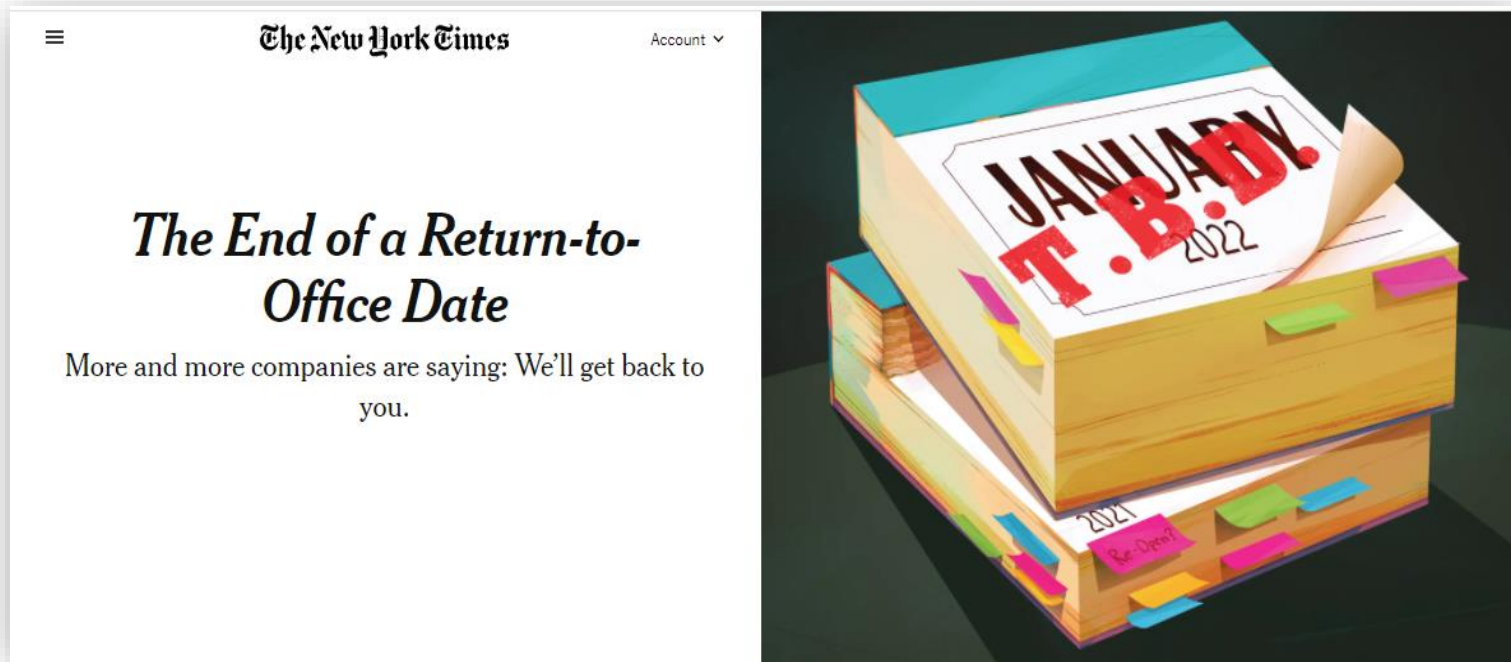 The New York Times
Account
The End of a Return-to-
Office Date
More and more companies are saying: We’ll get back to
you.
JANUARY
T.B.D.
2022
2021
Re-Open?